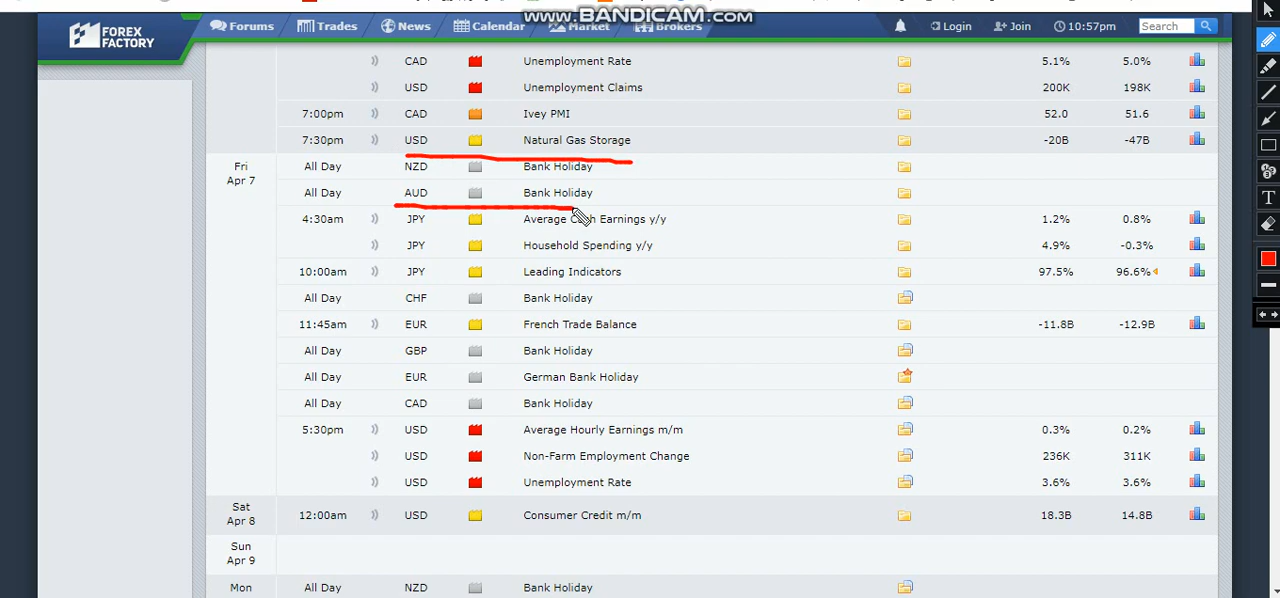 www.BANDICAM.com
FOREX FACTORY Forums Trades News Calendar Market Brokers Login Join 10:57pm Search
CAD Unemployment Rate 5.1% 5.0%
USD Unemployment Claims 200K 198K
7:00pm CAD Ivey PMI 52.0 51.6
7:30pm USD Natural Gas Storage -20B -47B
Fri Apr 7 All Day NZD Bank Holiday
All Day AUD Bank Holiday
4:30am JPY Average Cash Earnings y/y 1.2% 0.8%
JPY Household Spending y/y 4.9% -0.3%
10:00am JPY Leading Indicators 97.5% 96.6%
All Day CHF Bank Holiday
11:45am EUR French Trade Balance -11.8B -12.9B
All Day GBP Bank Holiday
All Day EUR German Bank Holiday
All Day CAD Bank Holiday
5:30pm USD Average Hourly Earnings m/m 0.3% 0.2%
USD Non-Farm Employment Change 236K 311K
USD Unemployment Rate 3.6% 3.6%
Sat Apr 8 12:00am USD Consumer Credit m/m 18.3B 14.8B
Sun Apr 9
Mon All Day NZD Bank Holiday